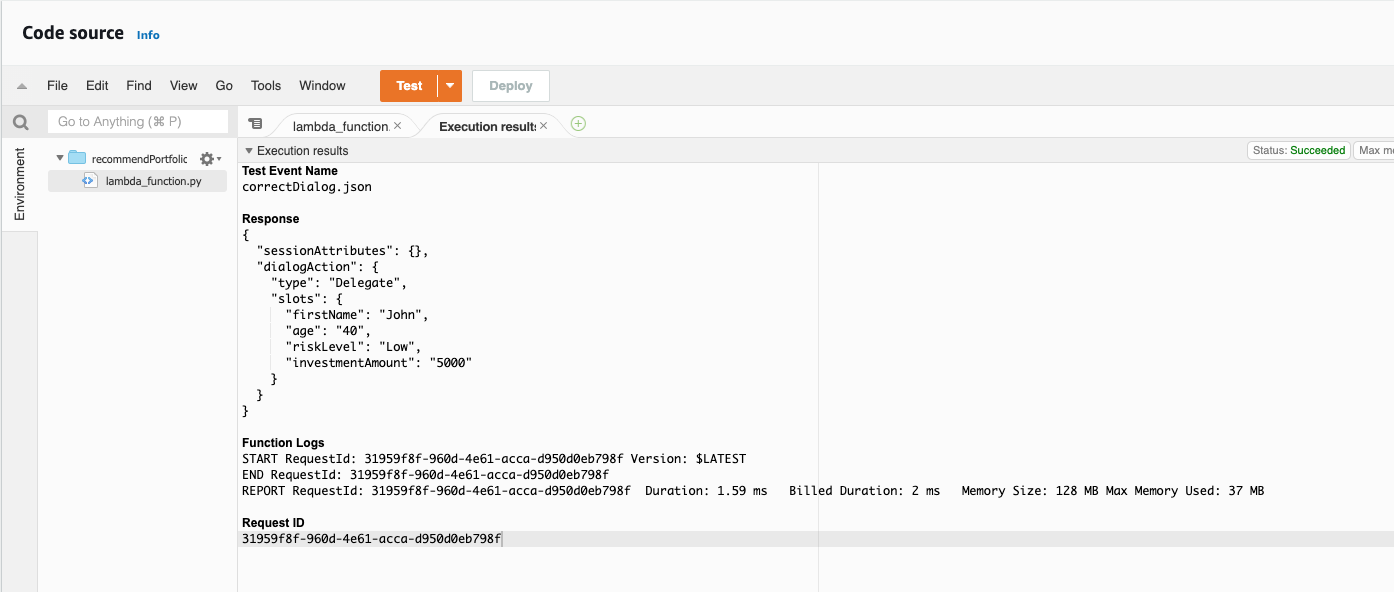 Code source Info
File Edit Find View Go Tools Window Test Deploy
Go to Anything (⌘ P)
lambda_function. Execution results
Environment
recommendPortfolic
lambda_function.py
Execution results
Status: Succeeded
Max me
Test Event Name
correctDialog.json
Response
{
  "sessionAttributes": {},
  "dialogAction": {
    "type": "Delegate",
    "slots": {
      "firstName": "John",
      "age": "40",
      "riskLevel": "Low",
      "investmentAmount": "5000"
    }
  }
}
Function Logs
START RequestId: 31959f8f-960d-4e61-acca-d950d0eb798f Version: $LATEST
END RequestId: 31959f8f-960d-4e61-acca-d950d0eb798f
REPORT RequestId: 31959f8f-960d-4e61-acca-d950d0eb798f Duration: 1.59 ms Billed Duration: 2 ms Memory Size: 128 MB Max Memory Used: 37 MB
Request ID
31959f8f-960d-4e61-acca-d950d0eb798f